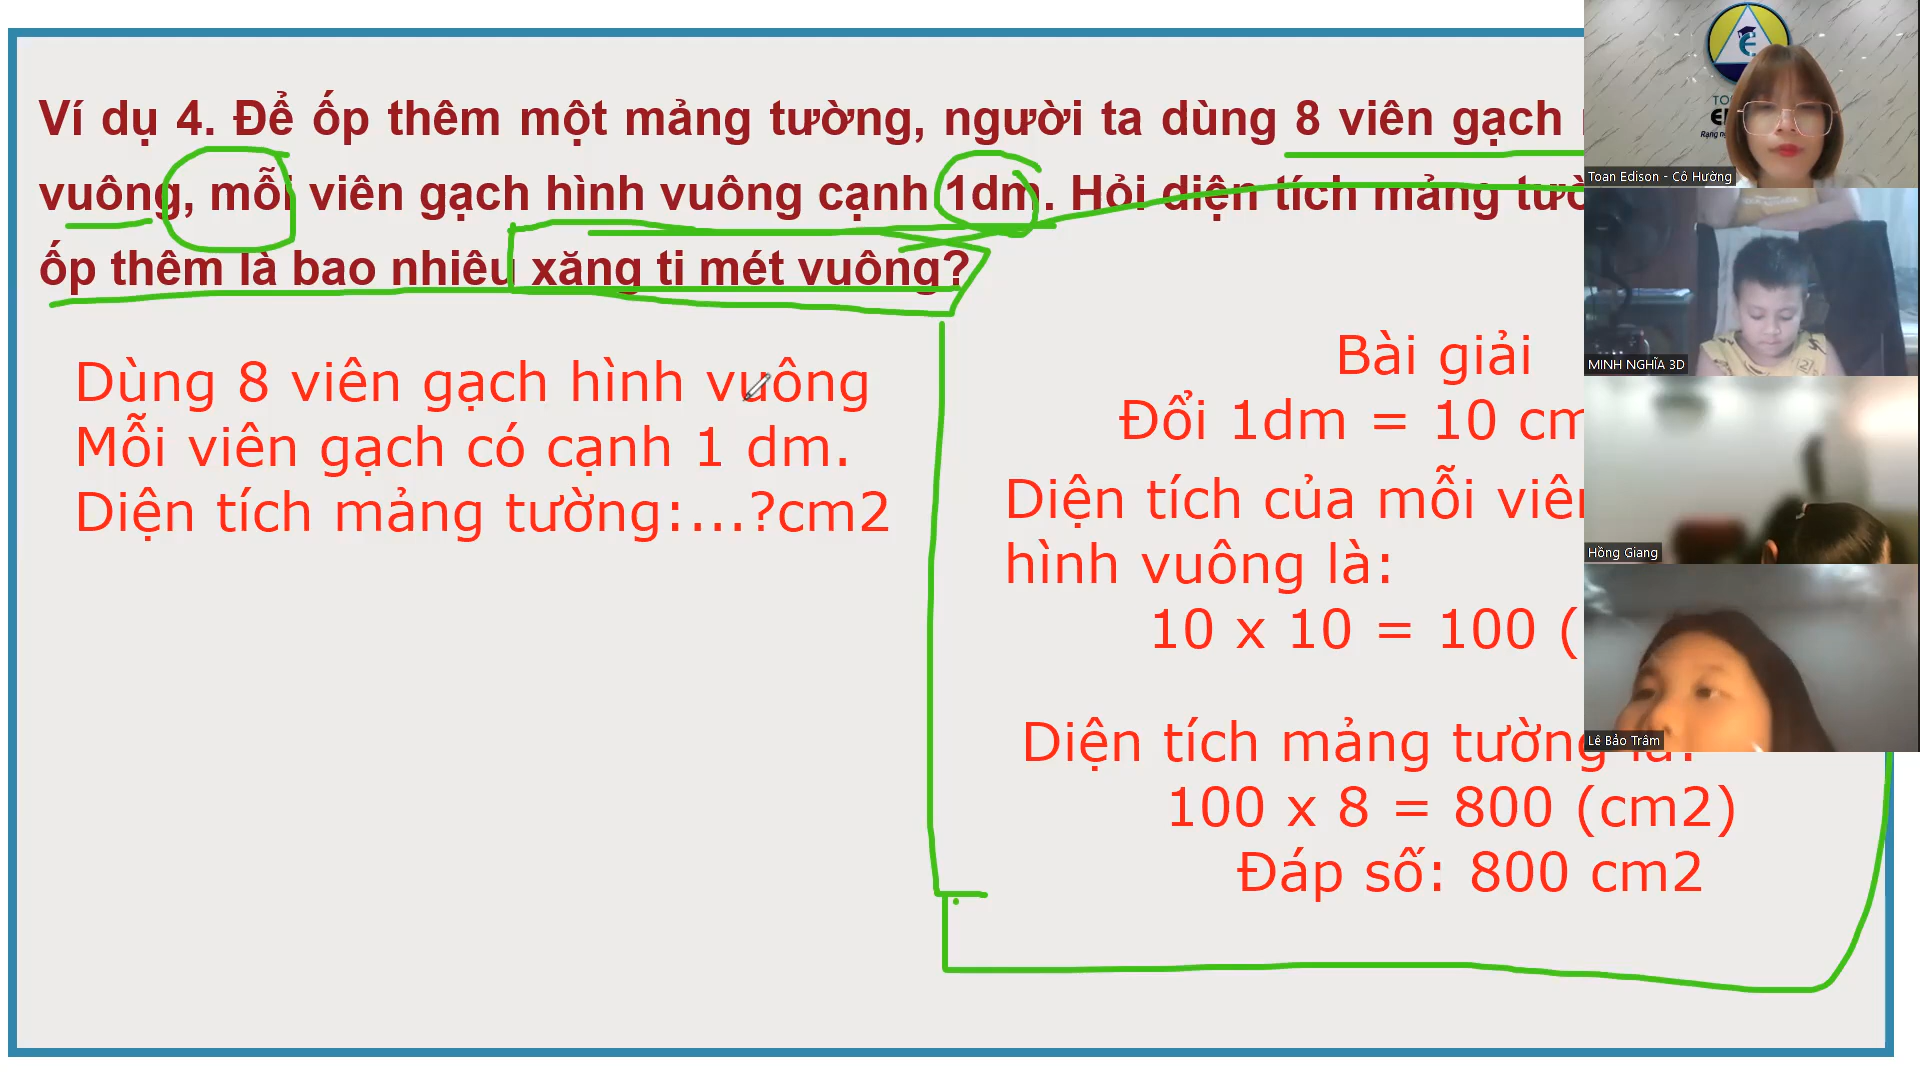 Ví dụ 4. Để ốp thêm một mảng tường, người ta dùng 8 viên gạch
vuông, mỗi viên gạch hình vuông cạnh 1dm. Hỏi diện tích mảng
ốp thêm là bao nhiêu xăng ti mét vuông?
Dùng 8 viên gạch hình vuông
Mỗi viên gạch có cạnh 1 dm.
Diện tích mảng tường:...?cm2
Bài giải
Đổi 1dm = 10 cm
Diện tích của mỗi viên
hình vuông là:
10 x 10 = 100 (
Diện tích mảng tường là:
100 x 8 = 800 (cm2)
Đáp số: 800 cm2
Toan Edison - Cô Hường
MINH NGHĨA 3D
Hồng Giang
Lê Bảo Trâm